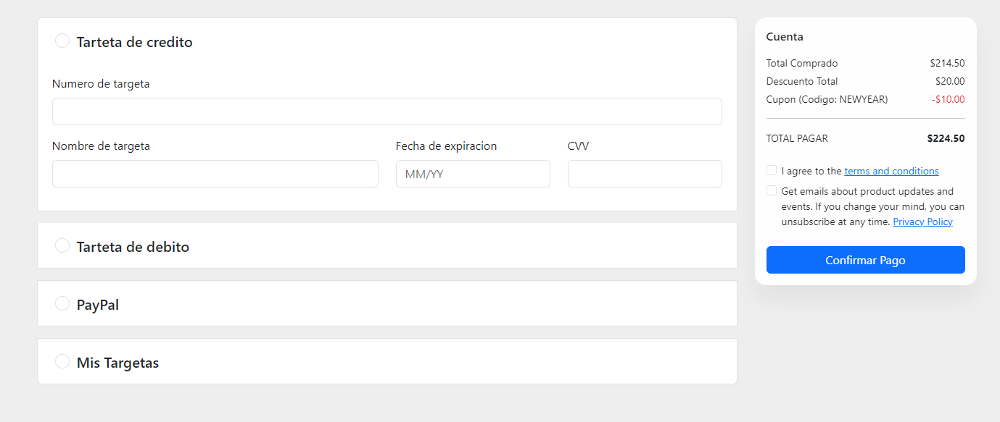 Tarteta de credito
Numero de targeta
Nombre de targeta
Fecha de expiracion
CVV
MM/YY
Tarteta de debito
PayPal
Mis Targetas
Cuenta
Total Comprado $214.50
Descuento Total $20.00
Cupon (Codigo: NEWYEAR) -$10.00
TOTAL PAGAR $224.50
I agree to the terms and conditions
Get emails about product updates and
events. If you change your mind, you can
unsubscribe at any time. Privacy Policy
Confirmar Pago